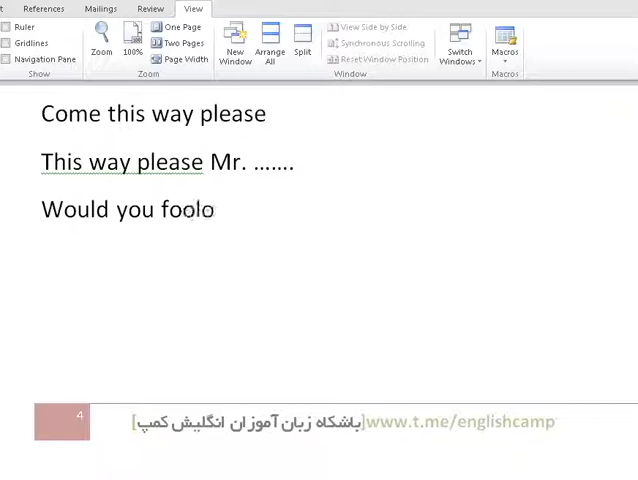 References Mailings Review View
Ruler
Gridlines
Navigation Pane
Show
Zoom
100%
One Page
Two Pages
Page Width
Zoom
New Window
Arrange All
Split
View Side by Side
Synchronous Scrolling
Reset Window Position
Window
Switch Windows
Macros
Macros
Come this way please
This way please Mr. …….
Would you foolo
4
[باشگاه زبان آموزان انگلیش کمپ]www.t.me/englishcamp